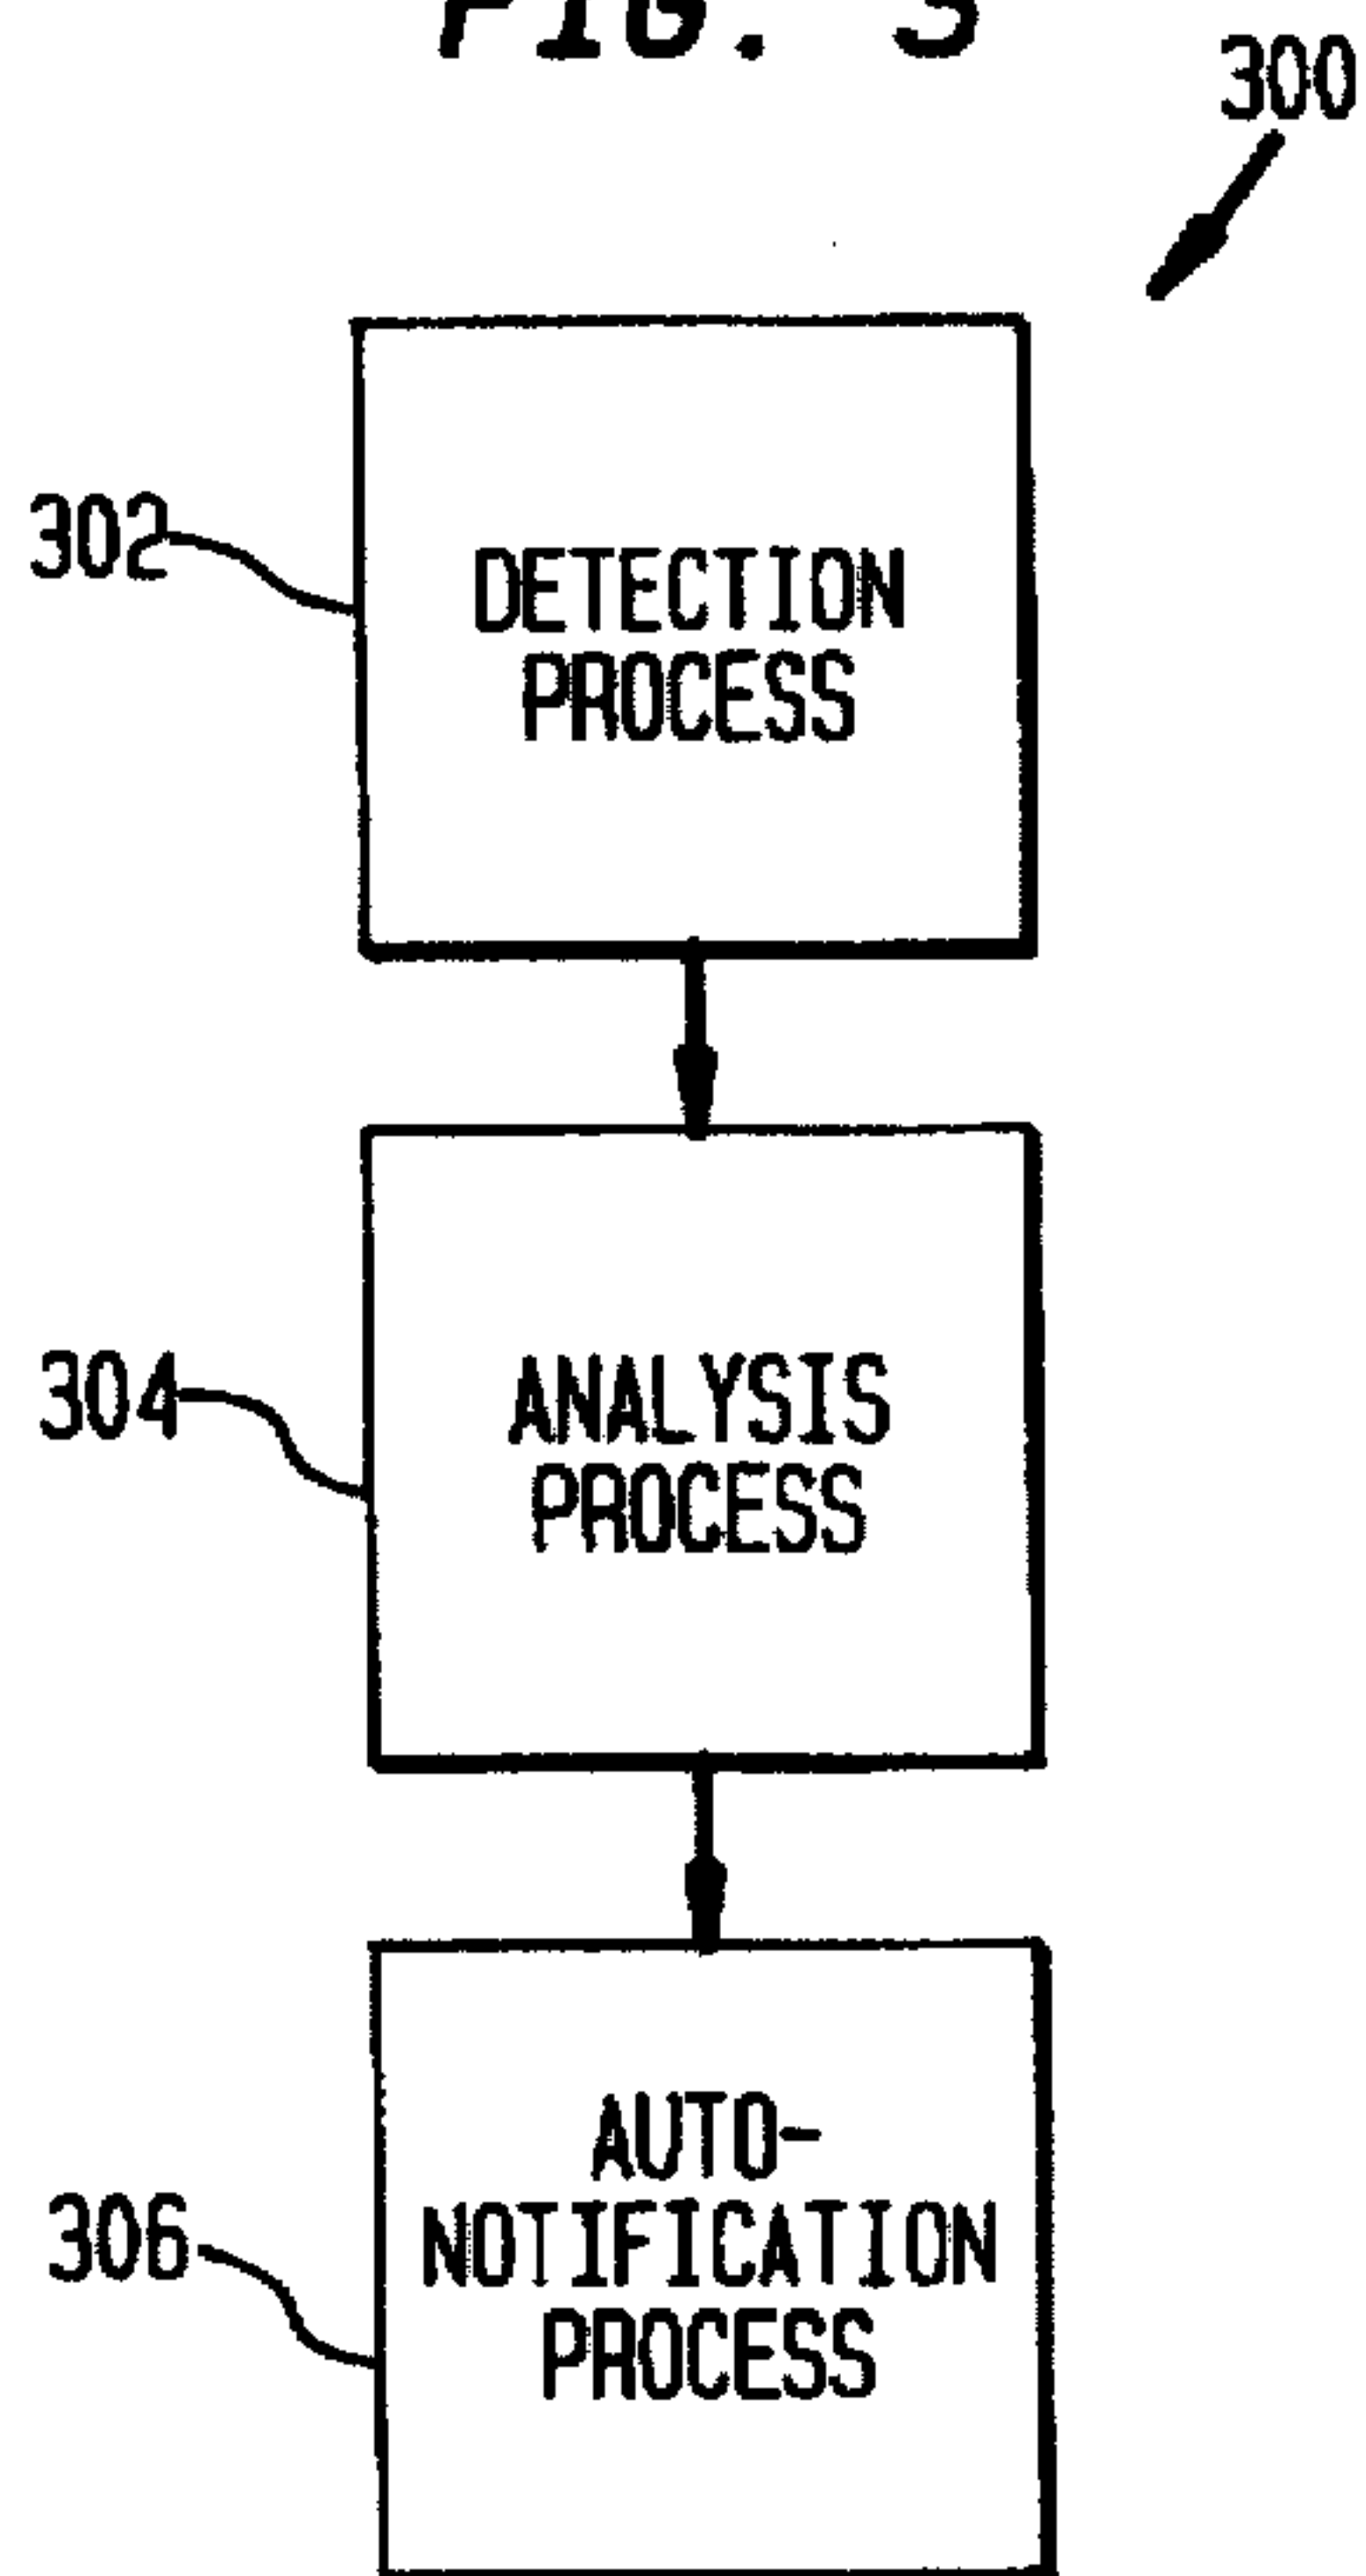 FIG. 3
300
302
DETECTION
PROCESS
304
ANALYSIS
PROCESS
306
AUTO-
NOTIFICATION
PROCESS